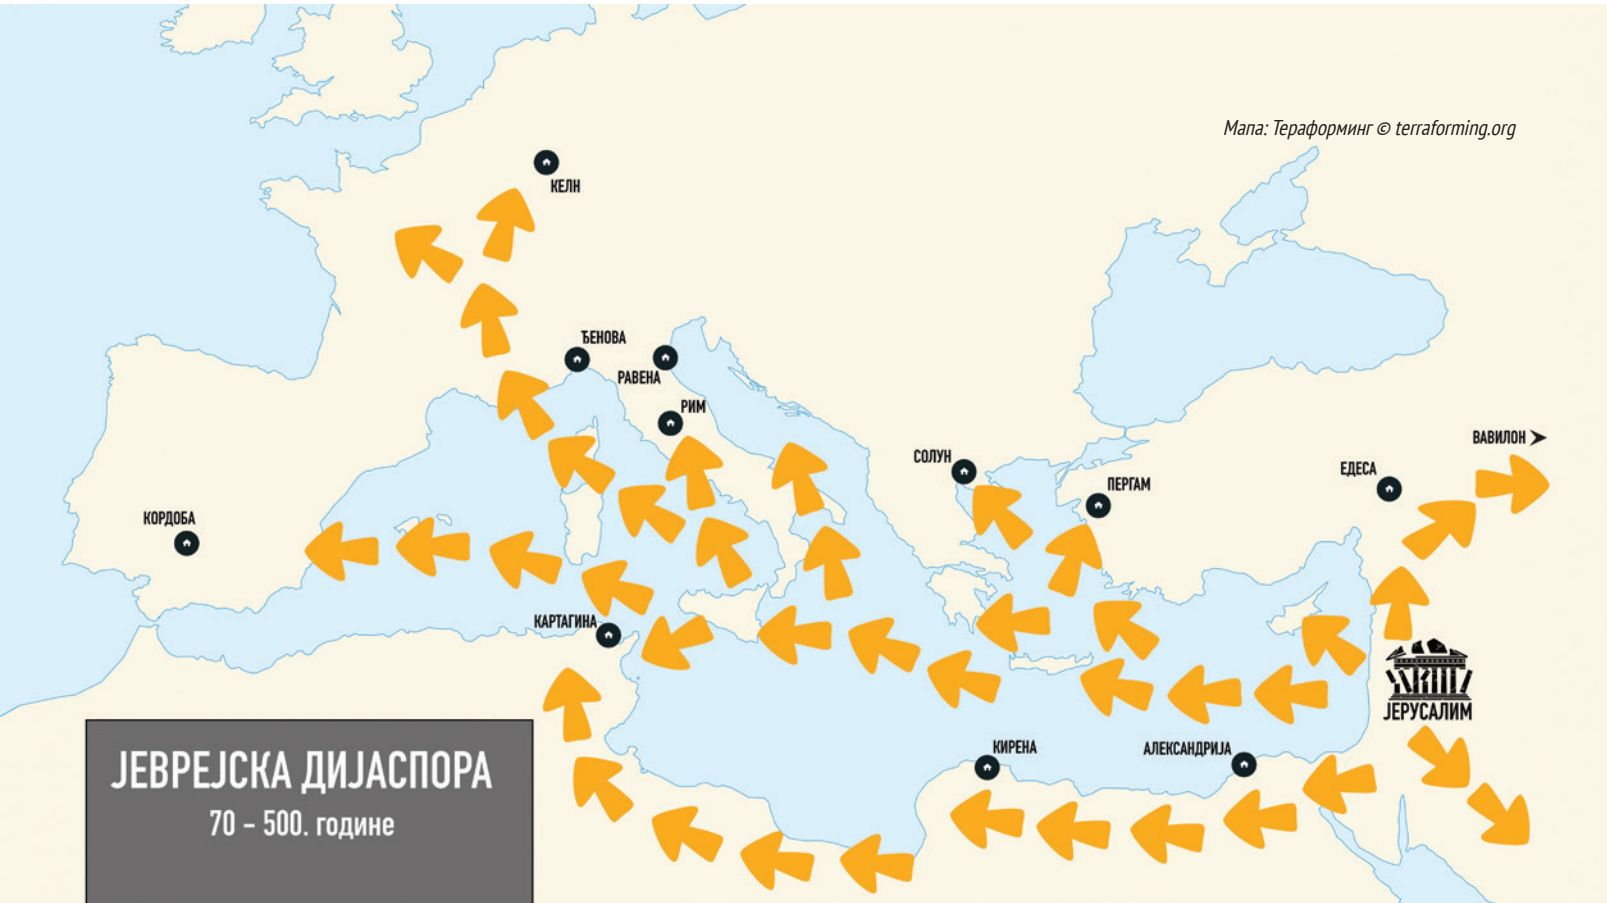 Мапа: Тераформинг © terraforming.org
КЕЛН
ЂЕНОВА
РАВЕНА
РИМ
СОЛУН
ПЕРГАМ
ВАВИЛОН
ЕДЕСА
КОРДОБА
КАРТАГИНА
ЈЕРУСАЛИМ
КИРЕНА
АЛЕКСАНДРИЈА
ЈЕВРЕЈСКА ДИЈАСПОРА
70 – 500. године